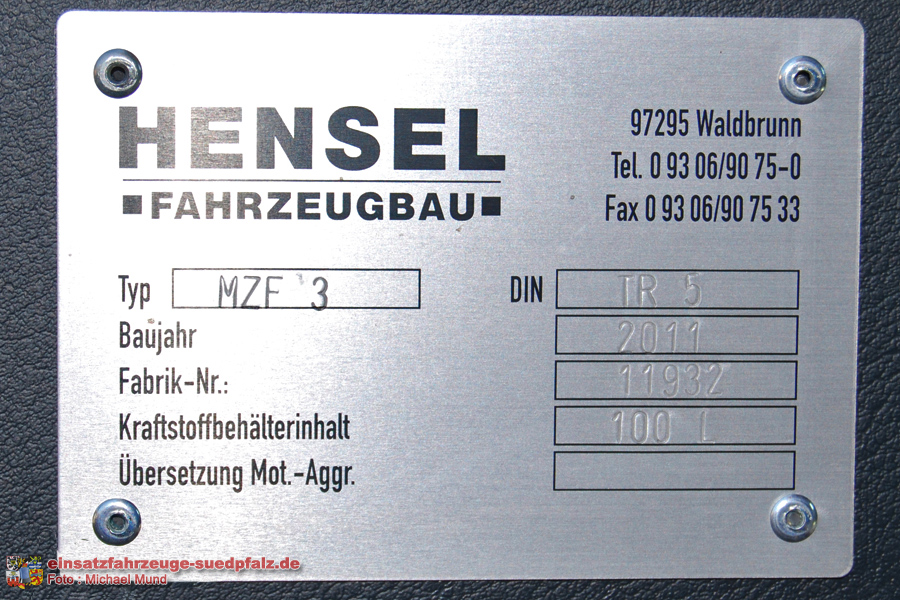 HENSEL
FAHRZEUGBAU
97295 Waldbrunn
Tel. 0 93 06/90 75-0
Fax 0 93 06/90 75 33
Typ MZF 3 DIN TR 5
Baujahr 2011
Fabrik-Nr.: 11932
Kraftstoffbehälterinhalt 100 L
Übersetzung Mot.-Aggr.
einsatzfahrzeuge-suedpfalz.de
Foto : Michael Mund